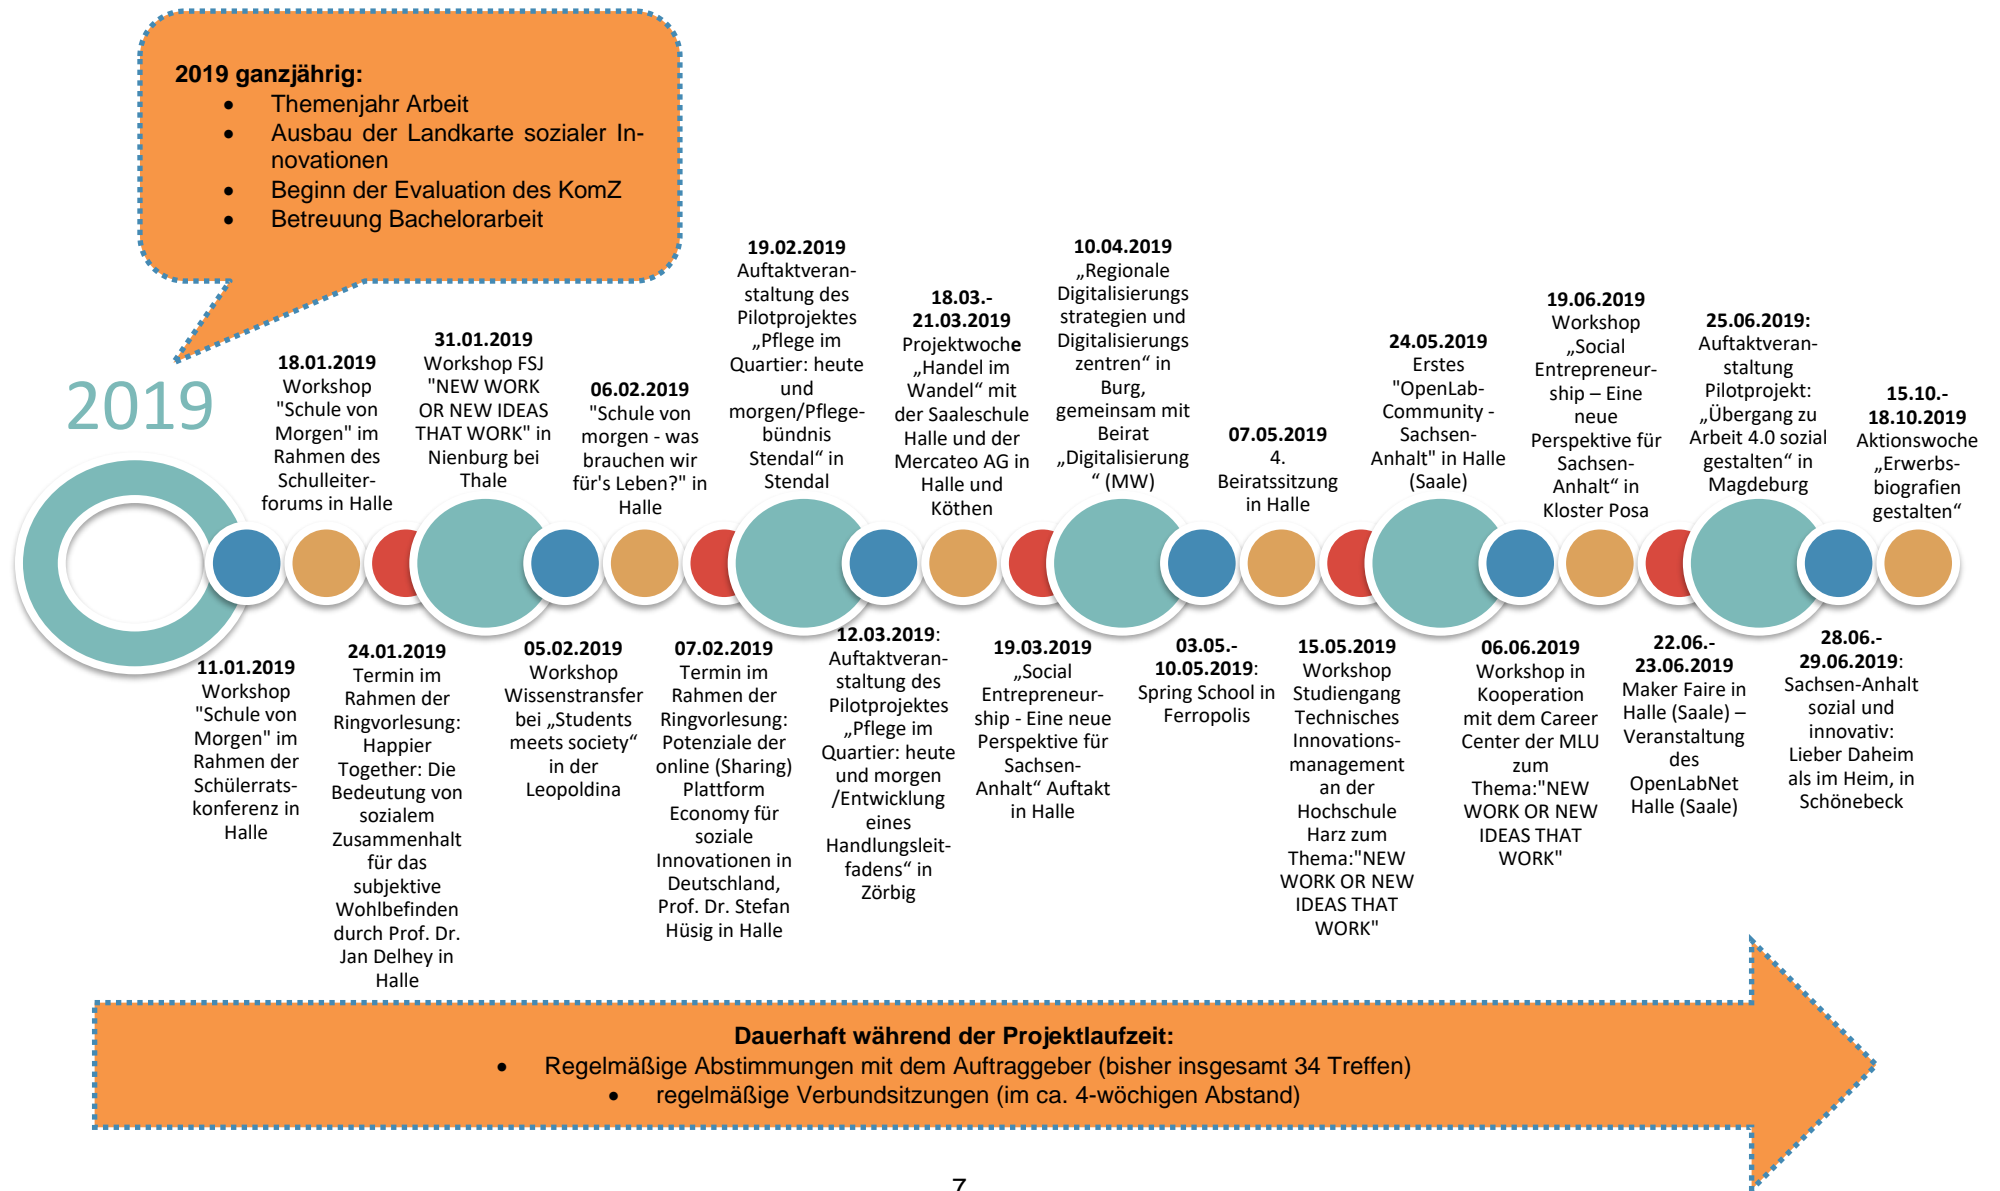 2019 ganzjährig:
• Themenjahr Arbeit
• Ausbau der Landkarte sozialer In-
novationen
• Beginn der Evaluation des KomZ
• Betreuung Bachelorarbeit
2019
11.01.2019
Workshop
"Schule von
Morgen" im
Rahmen der
Schülerrats-
konferenz in
Halle
18.01.2019
Workshop
"Schule von
Morgen" im
Rahmen des
Schulleiter-
forums in Halle
24.01.2019
Termin im
Rahmen der
Ringvorlesung:
Happier
Together: Die
Bedeutung von
sozialem
Zusammenhalt
für das
subjektive
Wohlbefinden
durch Prof. Dr.
Jan Delhey in
Halle
31.01.2019
Workshop FSJ
"NEW WORK
OR NEW IDEAS
THAT WORK" in
Nienburg bei
Thale
05.02.2019
Workshop
Wissenstransfer
bei „Students
meets society“
in der
Leopoldina
06.02.2019
"Schule von
morgen - was
brauchen wir
für's Leben?" in
Halle
07.02.2019
Termin im
Rahmen der
Ringvorlesung:
Potenziale der
online (Sharing)
Plattform
Economy für
soziale
Innovationen in
Deutschland,
Prof. Dr. Stefan
Hüsig in Halle
19.02.2019
Auftaktveran-
staltung des
Pilotprojektes
„Pflege im
Quartier: heute
und
morgen/Pflege-
bündnis
Stendal“ in
Stendal
12.03.2019:
Auftaktveran-
staltung des
Pilotprojektes
„Pflege im
Quartier: heute
und morgen
/Entwicklung
eines
Handlungsleit-
fadens“ in
Zörbig
18.03.-
21.03.2019
Projektwoche
„Handel im
Wandel“ mit
der Saaleschule
Halle und der
Mercateo AG in
Halle und
Köthen
19.03.2019
„Social
Entrepreneur-
ship - Eine neue
Perspektive für
Sachsen-
Anhalt“ Auftakt
in Halle
10.04.2019
„Regionale
Digitalisierungs
strategien und
Digitalisierungs
zentren“ in
Burg,
gemeinsam mit
Beirat
„Digitalisierung
“ (MW)
03.05.-
10.05.2019:
Spring School in
Ferropolis
07.05.2019
4.
Beiratssitzung
in Halle
15.05.2019
Workshop
Studiengang
Technisches
Innovations-
management
an der
Hochschule
Harz zum
Thema:"NEW
WORK OR NEW
IDEAS THAT
WORK"
24.05.2019
Erstes
"OpenLab-
Community -
Sachsen-
Anhalt" in Halle
(Saale)
06.06.2019
Workshop in
Kooperation
mit dem Career
Center der MLU
zum
Thema:"NEW
WORK OR NEW
IDEAS THAT
WORK"
19.06.2019
Workshop
„Social
Entrepreneur-
ship – Eine
neue
Perspektive für
Sachsen-
Anhalt“ in
Kloster Posa
22.06.-
23.06.2019
Maker Faire in
Halle (Saale) –
Veranstaltung
des
OpenLabNet
Halle (Saale)
25.06.2019:
Auftaktveran-
staltung
Pilotprojekt:
„Übergang zu
Arbeit 4.0 sozial
gestalten“ in
Magdeburg
28.06.-
29.06.2019:
Sachsen-Anhalt
sozial und
innovativ:
Lieber Daheim
als im Heim, in
Schönebeck
15.10.-
18.10.2019
Aktionswoche
„Erwerbs-
biografien
gestalten“
Dauerhaft während der Projektlaufzeit:
• Regelmäßige Abstimmungen mit dem Auftraggeber (bisher insgesamt 34 Treffen)
• regelmäßige Verbundsitzungen (im ca. 4-wöchigen Abstand)
7